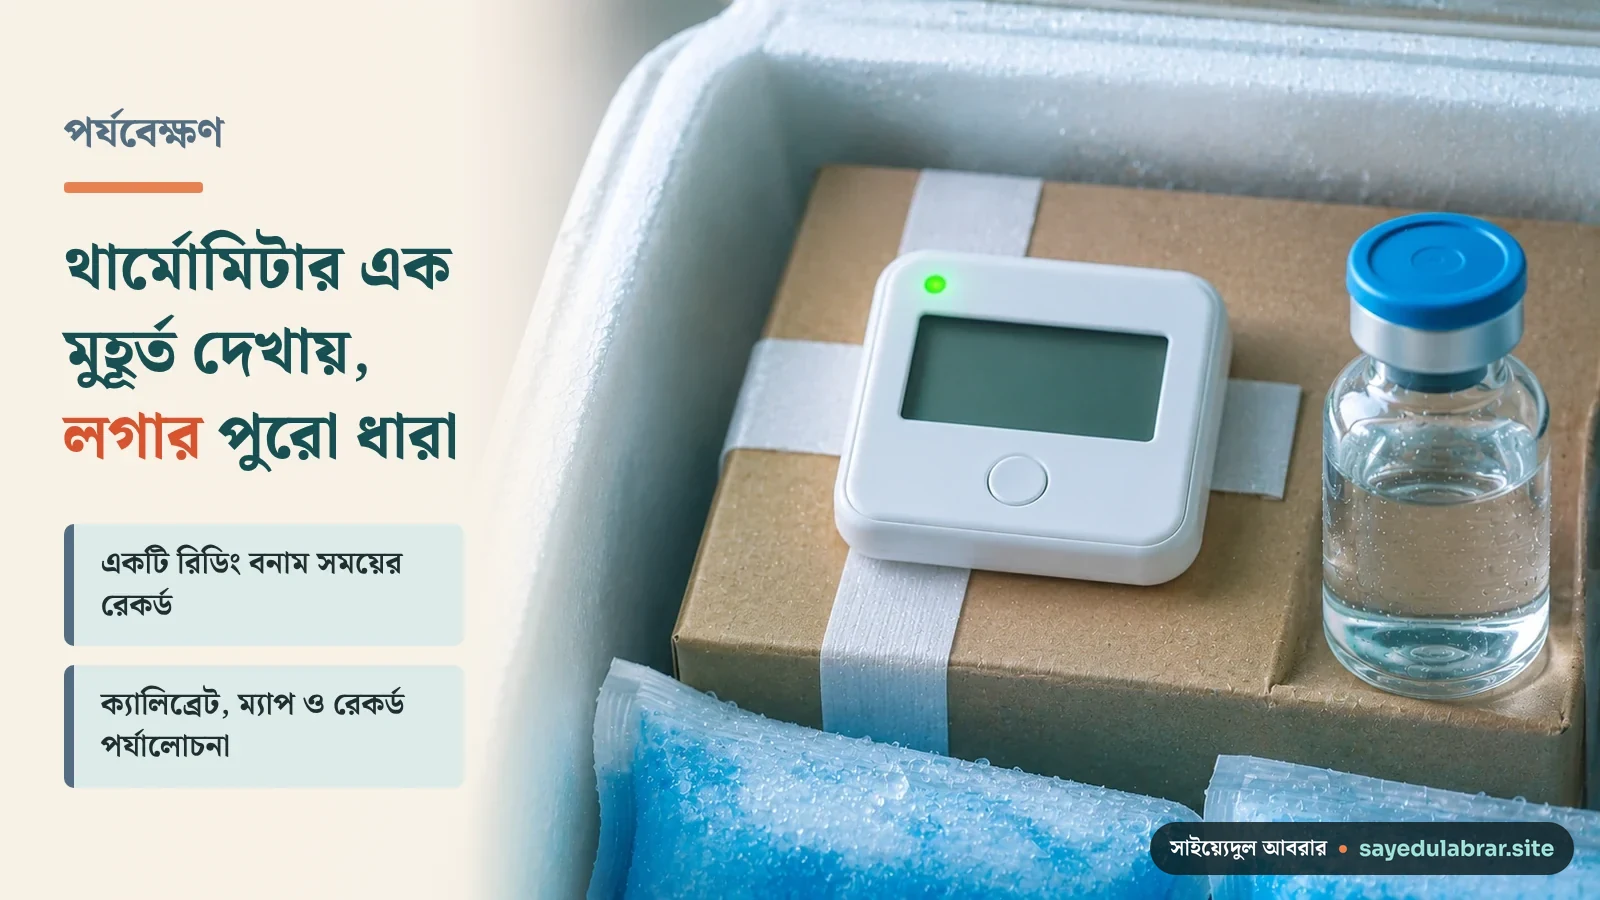 পর্যবেক্ষণ
থার্মোমিটার এক
মুহূর্ত দেখায়,
লগার পুরো ধারা
একটি রিডিং বনাম সময়ের
রেকর্ড
ক্যালিব্রেট, ম্যাপ ও রেকর্ড
পর্যালোচনা
সাইয়্যেদুল আবরার • sayedulabrar.site